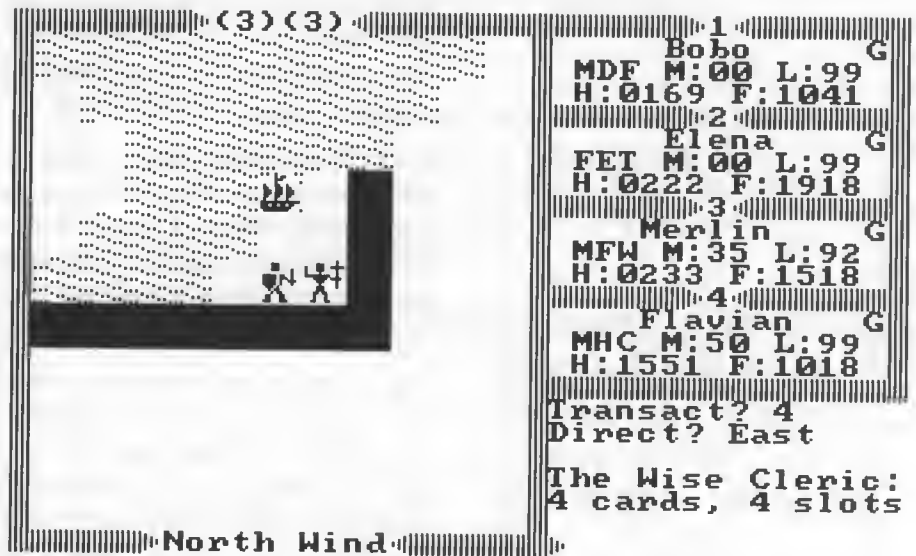 (3)(3)
1
Bobo G
MDF M:00 L:99
H:0169 F:1041
2
Elena G
FET M:00 L:99
H:0222 F:1918
3
Merlin G
MFW M:35 L:92
H:0233 F:1518
4
Flavian G
MHC M:50 L:99
H:1551 F:1018
Transact? 4
Direct? East
The Wise Cleric:
4 cards, 4 slots
North Wind